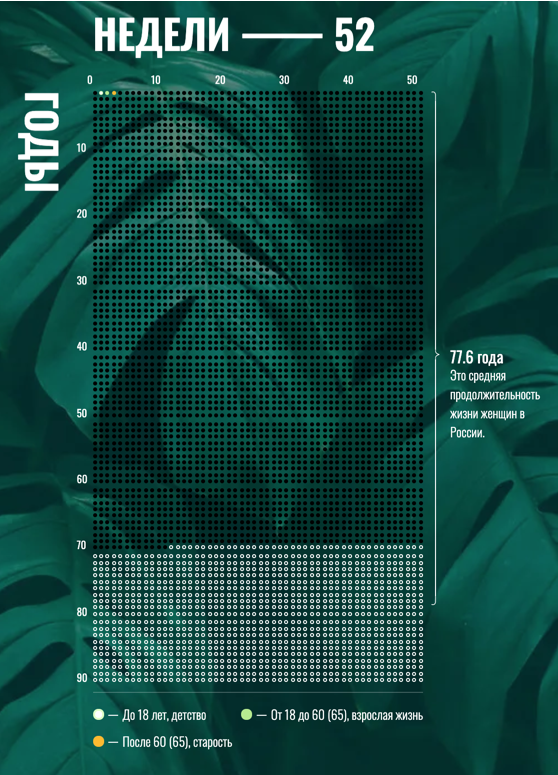 НЕДЕЛИ — 52
ГОДЫ
0 10 20 30 40 50
10
20
30
40
50
60
70
80
90
77.6 года
Это средняя
продолжительность
жизни женщин в
России.
— До 18 лет, детство
— От 18 до 60 (65), взрослая жизнь
— После 60 (65), старость